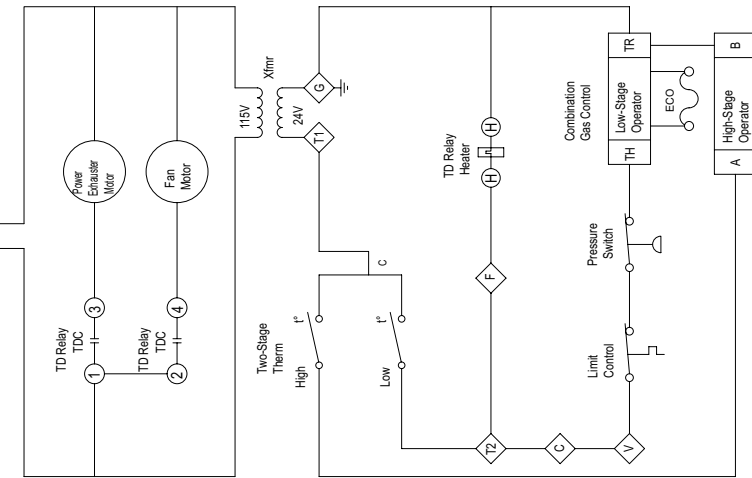 Power
Exhauster
Motor
3
TD Relay
TDC
1
Fan
Motor
4
TD Relay
TDC
2
115V
Xfmr
24V
G
T1
C
Two-Stage
Therm
High
t°
Low
t°
TD Relay
Heater
H
H
F
T2
C
V
Combination
Gas Control
TR
Low-Stage
Operator
TH
ECO
Pressure
Switch
Limit
Control
B
High-Stage
Operator
A